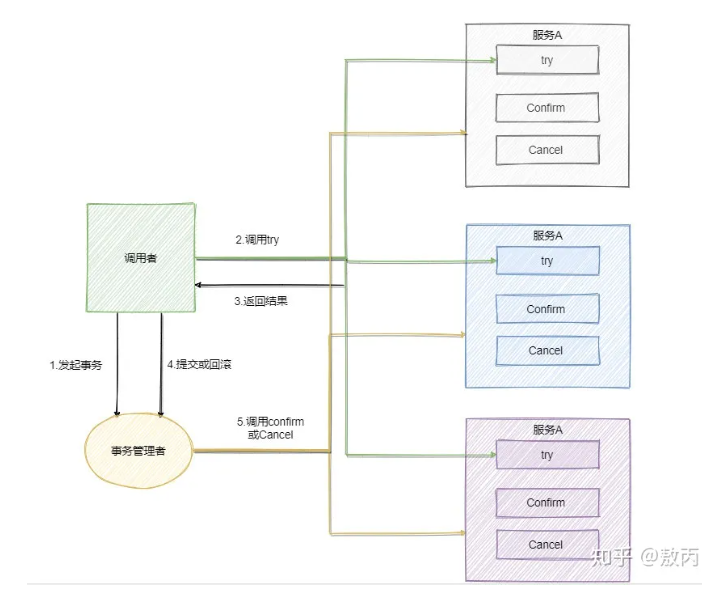 服务A
try
Confirm
Cancel
调用者
2.调用try
3.返回结果
服务A
try
Confirm
Cancel
1.发起事务
4.提交或回滚
事务管理者
5.调用confirm
或Cancel
服务A
try
Confirm
Cancel
知乎 @敖丙